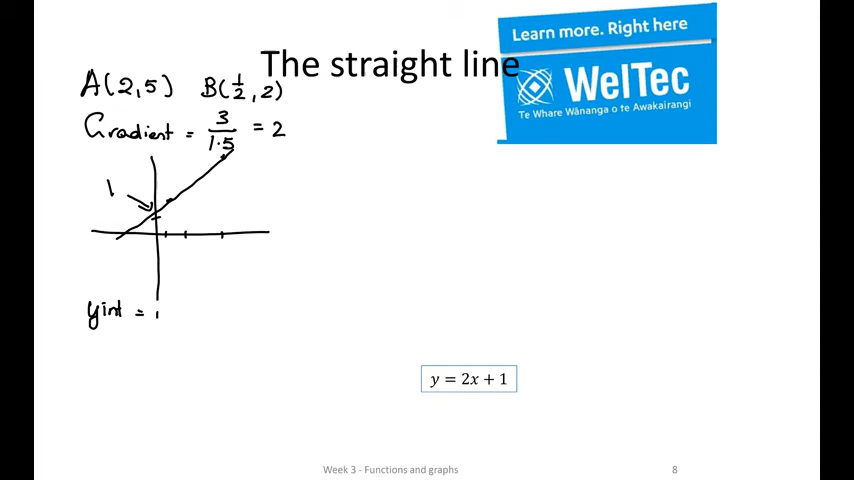 Learn more. Right here
WelTec
Te Whare Wānanga o te Awakairangi
The straight line
A(2,5) B(1/2, 2)
Gradient = 3/1.5 = 2
1
y int = 1
y = 2x + 1
Week 3 - Functions and graphs
8